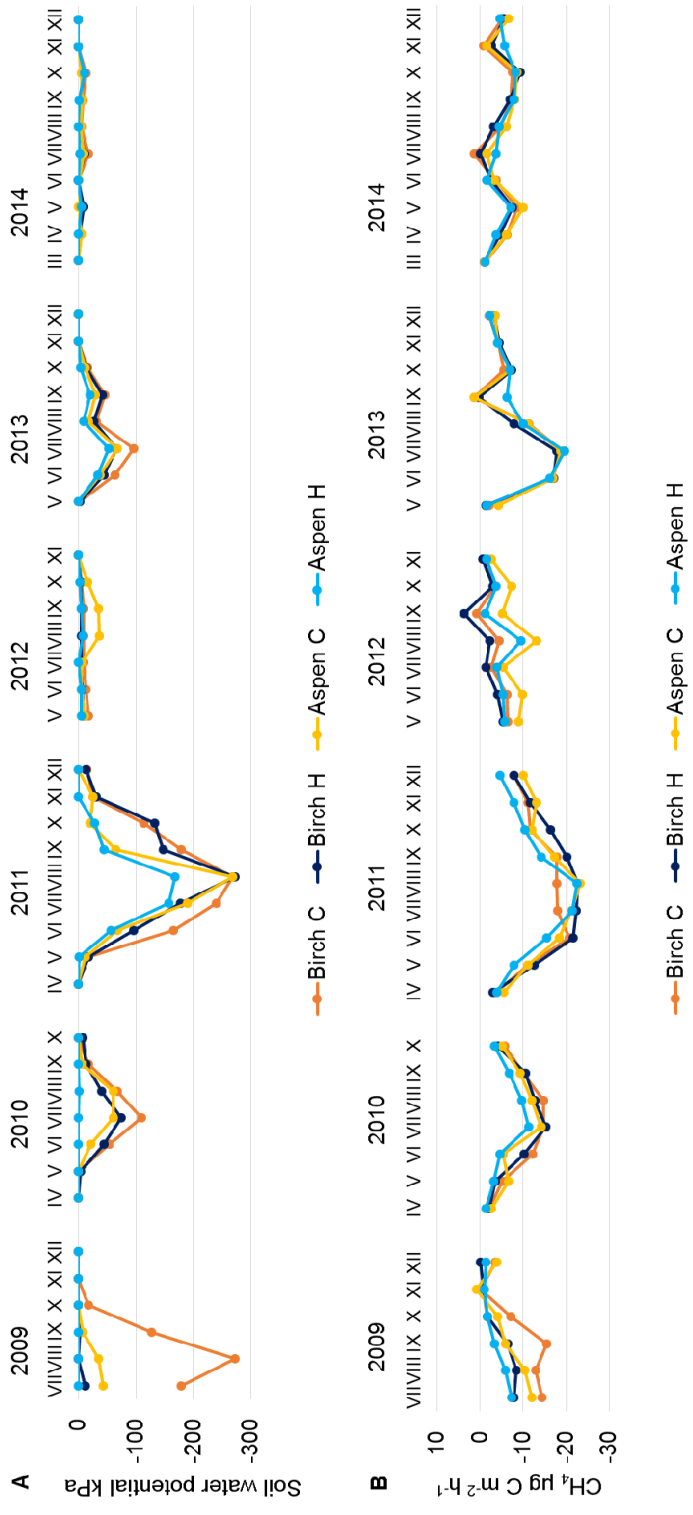 A
2009 2010 2011 2012 2013 2014
VII VIII IX X XI XII IV V VI VII VIII IX X IV V VI VII VIII IX X XI XII V VI VII VIII IX X XI V VI VII VIII IX X XI XII III IV V VI VII VIII IX X XI XII
0
-100
-200
-300
Soil water potential kPa
Birch C Birch H Aspen C Aspen H
B
2009 2010 2011 2012 2013 2014
VII VIII IX X XI XII IV V VI VII VIII IX X IV V VI VII VIII IX X XI XII V VI VII VIII IX X XI V VI VII VIII IX X XI XII III IV V VI VII VIII IX X XI XII
10
0
-10
-20
-30
CH₄ µg C m⁻² h⁻¹
Birch C Birch H Aspen C Aspen H